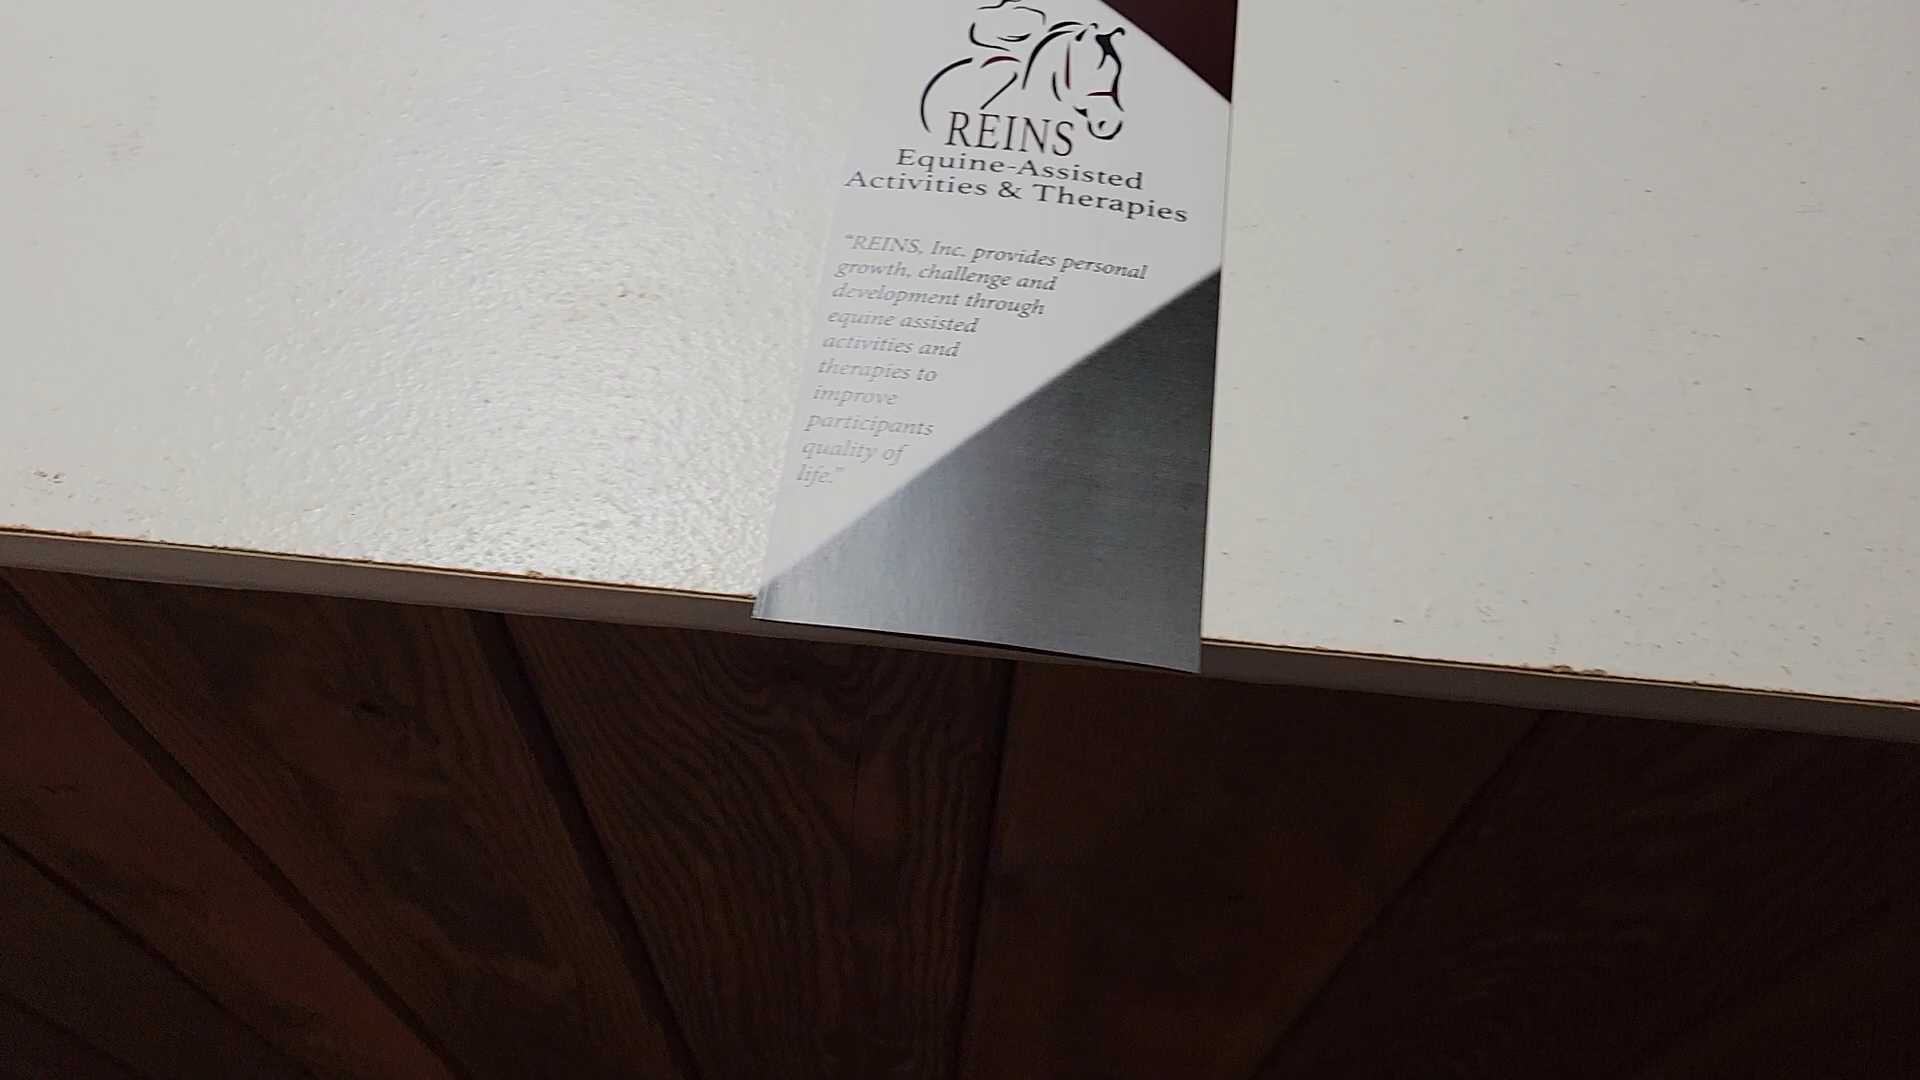 REINS
Equine-Assisted
Activities & Therapies
“REINS, Inc. provides personal
growth, challenge and
development through
equine assisted
activities and
therapies to
improve
participants
quality of
life.”